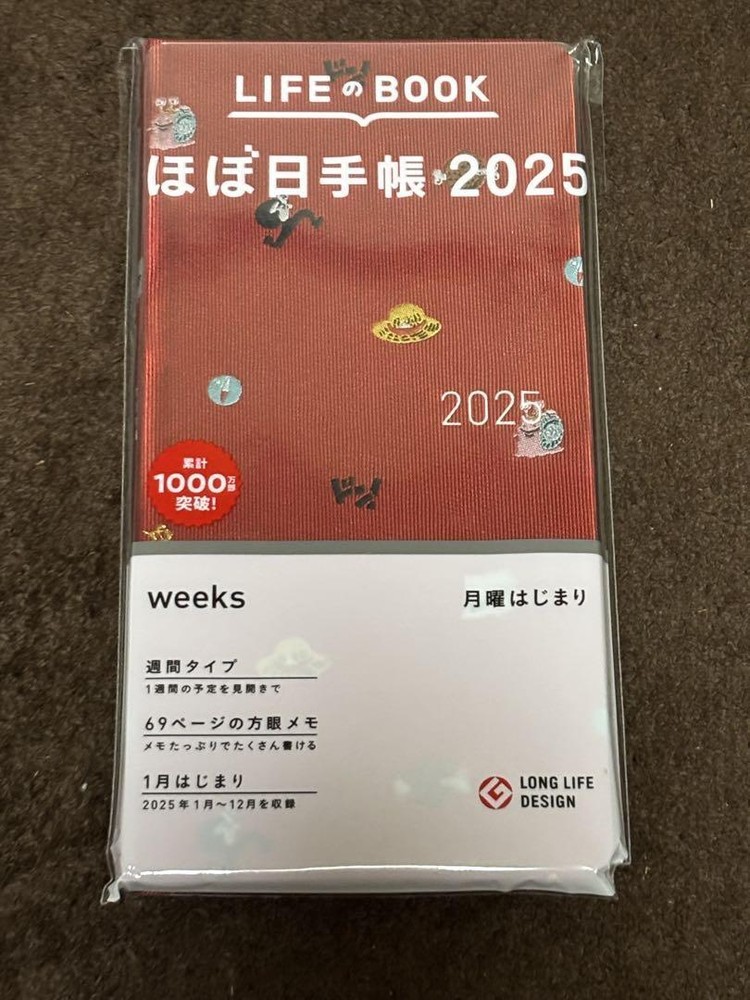 LIFEのBOOK
ほぼ日手帳 2025
ドン!
2025
累計
1000万部
突破!
ドン!
weeks
月曜はじまり
週間タイプ
1週間の予定を見開きで
69ページの方眼メモ
メモたっぷりでたくさん書ける
1月はじまり
2025年1月〜12月を収録
LONG LIFE
DESIGN